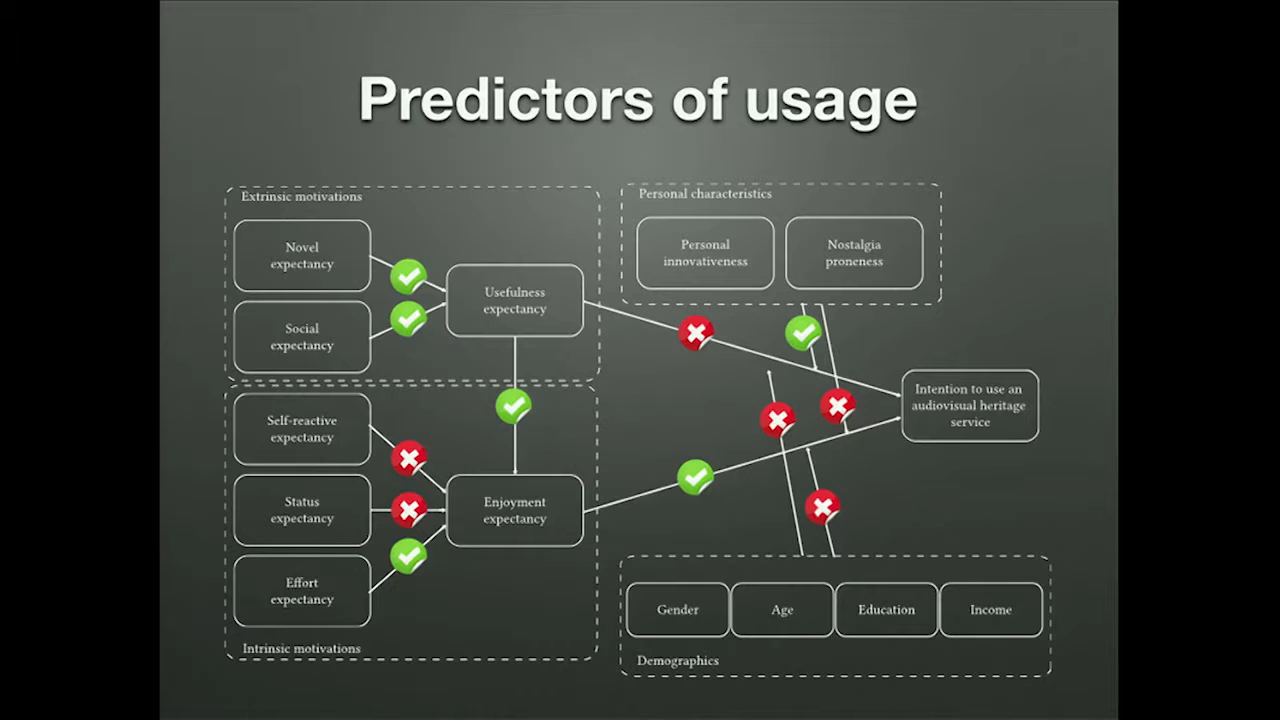 Predictors of usage
Extrinsic motivations
Novel
expectancy
Social
expectancy
Usefulness
expectancy
Personal characteristics
Personal
innovativeness
Nostalgia
proneness
Self-reactive
expectancy
Status
expectancy
Effort
expectancy
Enjoyment
expectancy
Intrinsic motivations
Intention to use an
audiovisual heritage
service
Gender
Age
Education
Income
Demographics